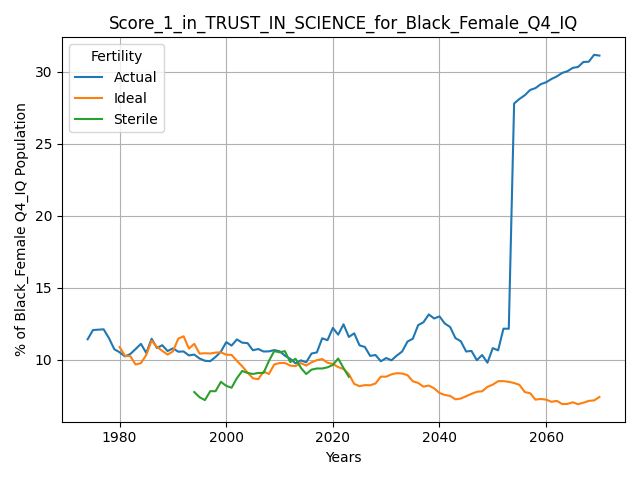 Score_1_in_TRUST_IN_SCIENCE_for_Black_Female_Q4_IQ
Fertility
Actual
Ideal
Sterile
% of Black_Female Q4_IQ Population
30
25
20
15
10
1980
2000
2020
2040
2060
Years